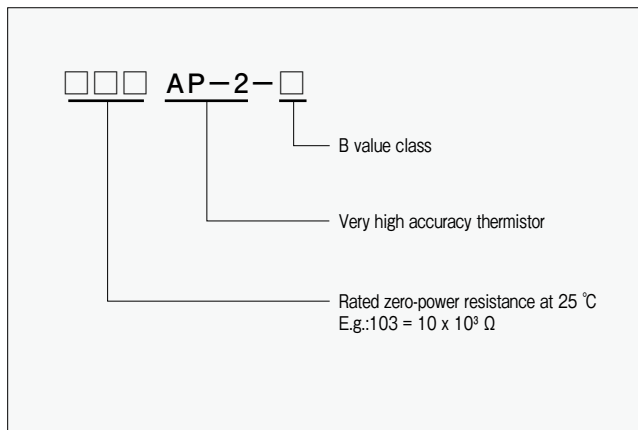 □□□ AP−2−□
B value class
Very high accuracy thermistor
Rated zero-power resistance at 25 ℃
E.g.:103 = 10 x 10³ Ω